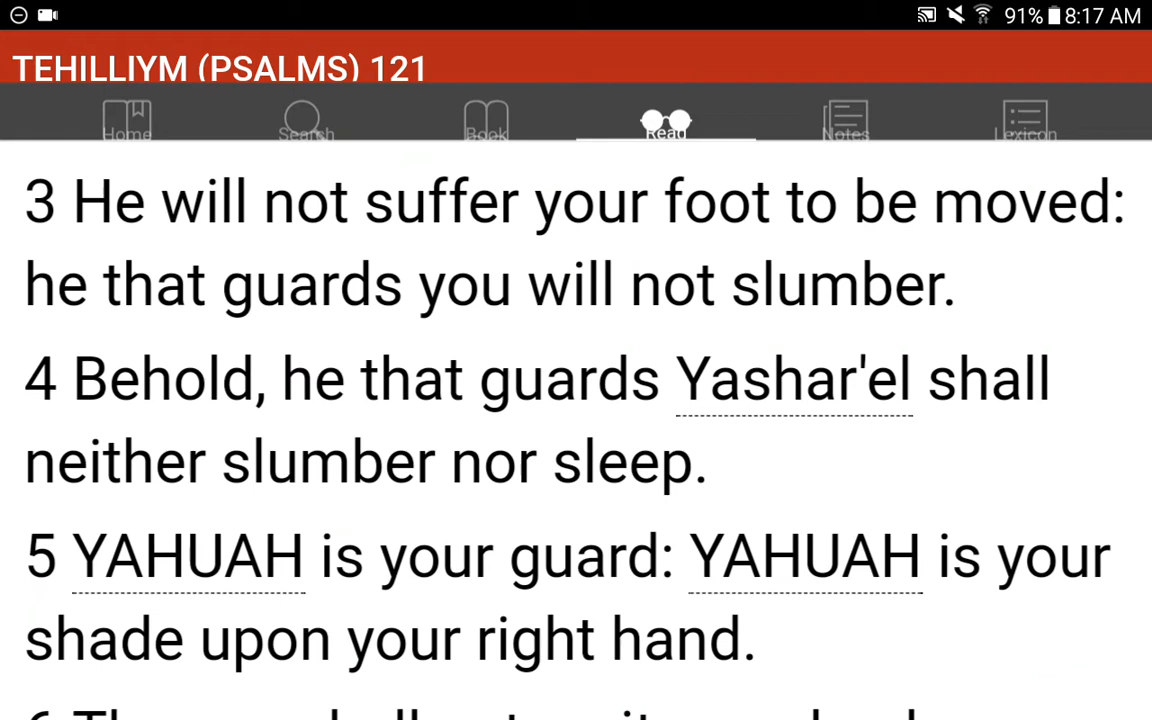 91% 8:17 AM
TEHILLIYM (PSALMS) 121
Home Search Book Read Notes Lexicon
3 He will not suffer your foot to be moved:
he that guards you will not slumber.
4 Behold, he that guards Yashar'el shall
neither slumber nor sleep.
5 YAHUAH is your guard: YAHUAH is your
shade upon your right hand.